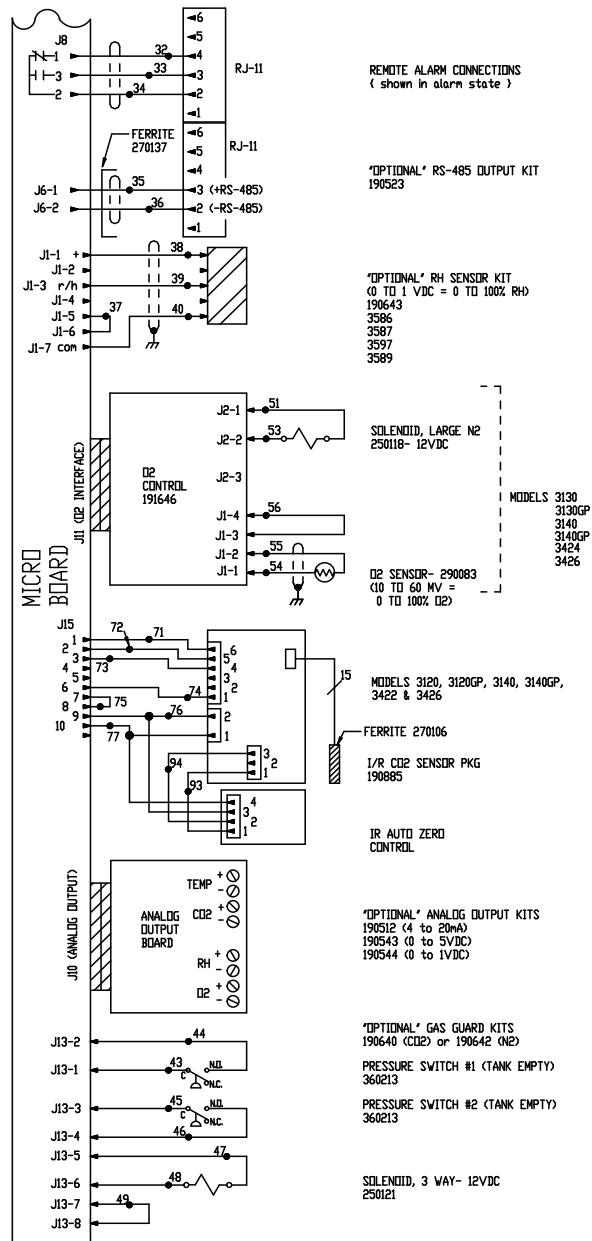 J8
1
3
2
32
33
34
6
5
4
3
2
1
RJ-11
REMOTE ALARM CONNECTIONS
( shown in alarm state )
FERRITE
270137
6
5
4
3 (+RS-485)
2 (-RS-485)
1
RJ-11
J6-1
J6-2
35
36
"OPTIONAL" RS-485 OUTPUT KIT
190523
J1-1 +
J1-2
J1-3 r/h
J1-4
J1-5
J1-6
J1-7 com
37
38
39
40
"OPTIONAL" RH SENSOR KIT
(0 TO 1 VDC = 0 TO 100% RH)
190643
3586
3587
3597
3589
MICRO
BOARD
J11 (O2 INTERFACE)
O2
CONTROL
191646
J2-1
J2-2
J2-3
J1-4
J1-3
J1-2
J1-1
51
53
56
55
54
SOLENOID, LARGE N2
250118- 12VDC
O2 SENSOR- 290083
(10 TO 60 MV =
0 TO 100% O2)
MODELS 3130
3130GP
3140
3140GP
3424
3426
J15
1
2
3
4
5
6
7
8
9
10
72
71
73
74
75
76
77
6
5
4
3
2
1
2
1
3
2
1
94
93
15
MODELS 3120, 3120GP, 3140, 3140GP,
3422 & 3426
FERRITE 270106
I/R CO2 SENSOR PKG
190885
4
3
2
1
IR AUTO ZERO
CONTROL
J10 (ANALOG OUTPUT)
ANALOG
OUTPUT
BOARD
TEMP + -
CO2 + -
RH + -
O2 + -
"OPTIONAL" ANALOG OUTPUT KITS
190512 (4 to 20mA)
190543 (0 to 5VDC)
190544 (0 to 1VDC)
"OPTIONAL" GAS GUARD KITS
190640 (CO2) or 190642 (N2)
J13-2
44
J13-1
43
C
N.O.
N.C.
PRESSURE SWITCH #1 (TANK EMPTY)
360213
J13-3
45
C
N.O.
N.C.
PRESSURE SWITCH #2 (TANK EMPTY)
360213
J13-4
46
J13-5
47
J13-6
48
SOLENOID, 3 WAY- 12VDC
250121
J13-7
49
J13-8